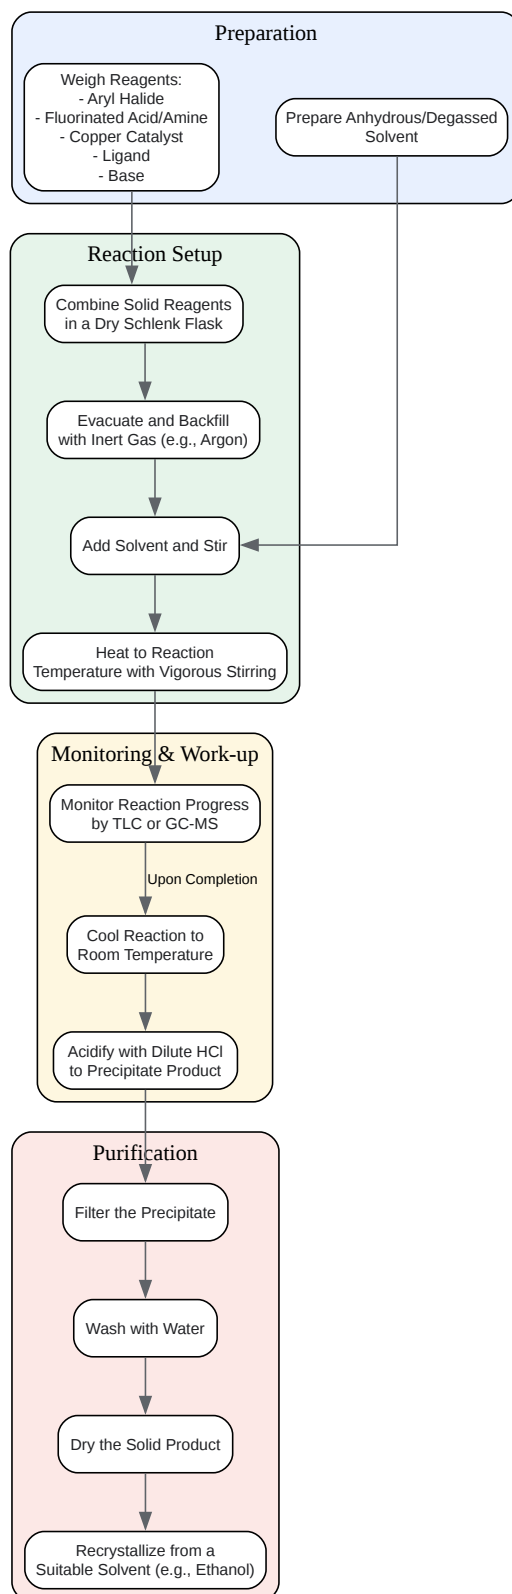 Preparation
Weigh Reagents:
- Aryl Halide
- Fluorinated Acid/Amine
- Copper Catalyst
- Ligand
- Base
Prepare Anhydrous/Degassed
Solvent
Reaction Setup
Combine Solid Reagents
in a Dry Schlenk Flask
Evacuate and Backfill
with Inert Gas (e.g., Argon)
Add Solvent and Stir
Heat to Reaction
Temperature with Vigorous Stirring
Monitoring & Work-up
Monitor Reaction Progress
by TLC or GC-MS
Upon Completion
Cool Reaction to
Room Temperature
Acidify with Dilute HCl
to Precipitate Product
Purification
Filter the Precipitate
Wash with Water
Dry the Solid Product
Recrystallize from a
Suitable Solvent (e.g., Ethanol)